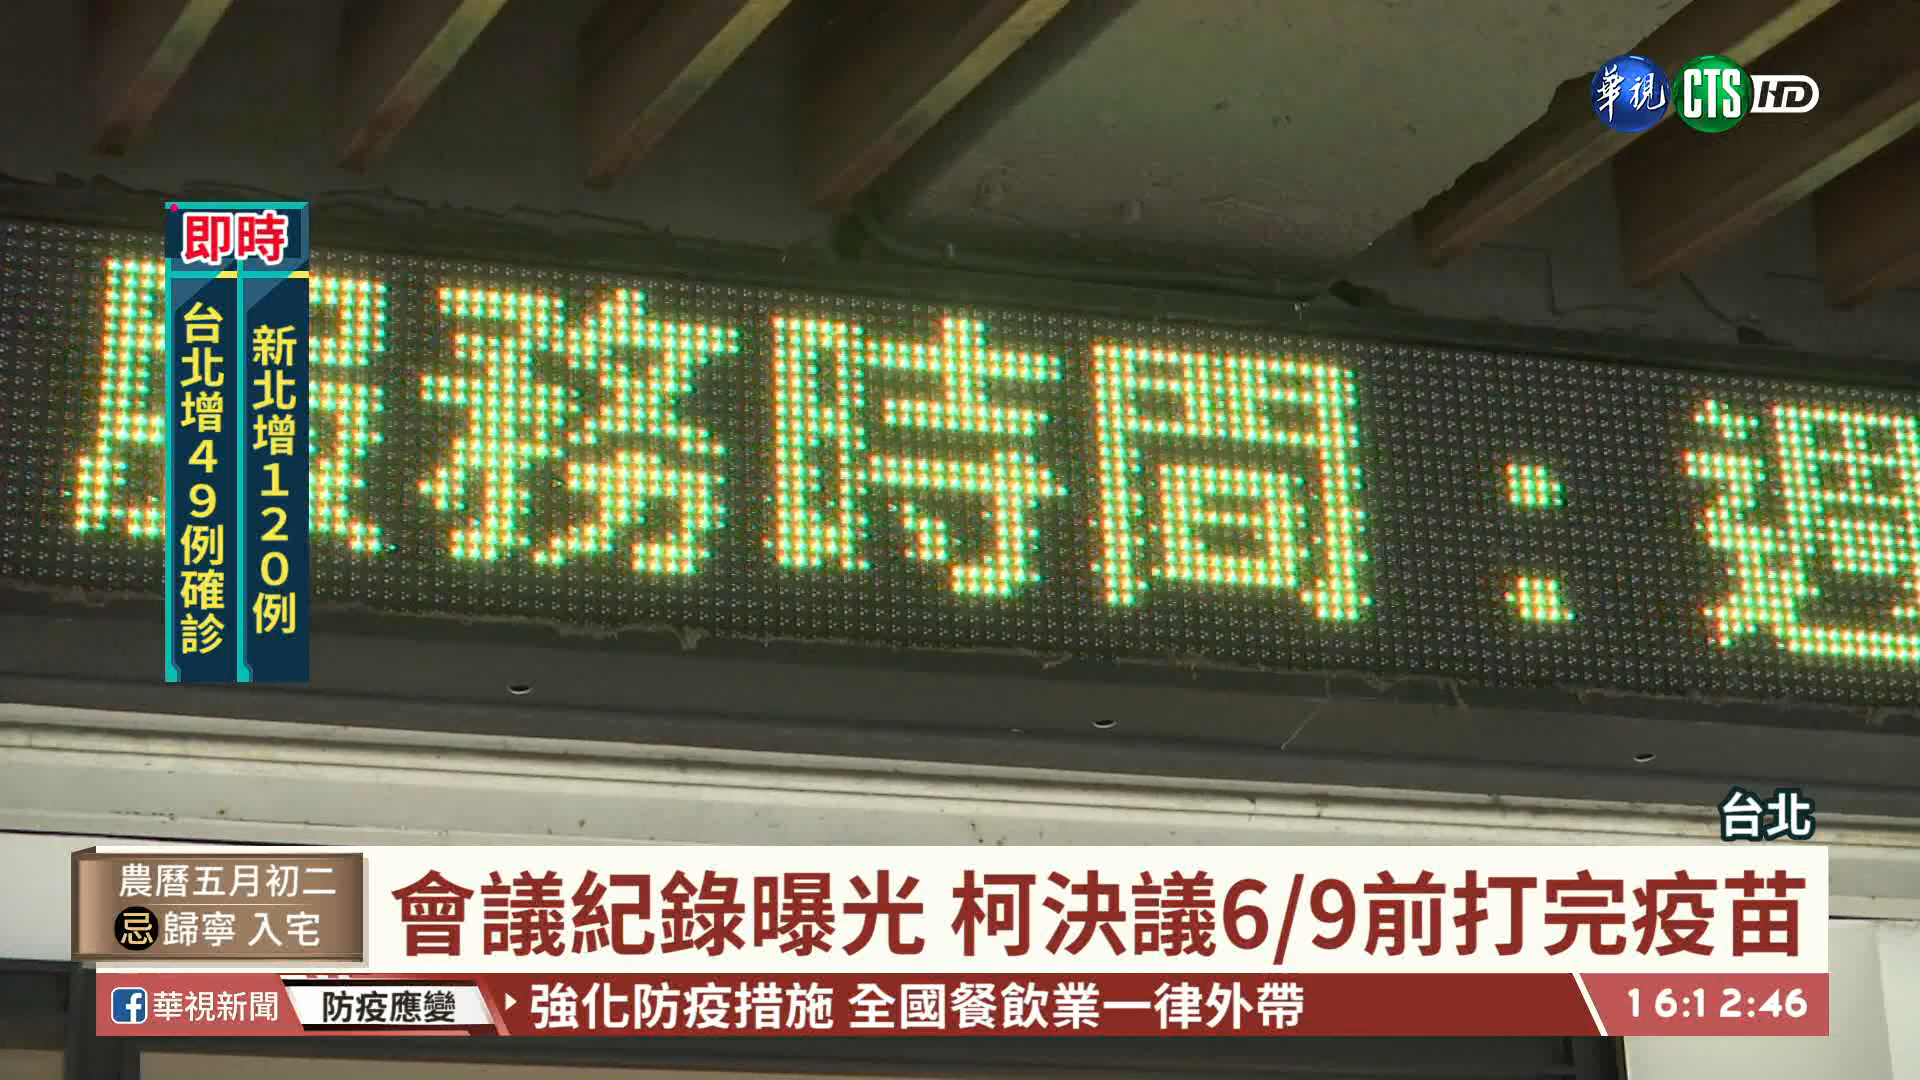 華視 CTS HD
即時
新北增120例
台北增49例確診
服務時間:週
台北
農曆五月初二
忌 歸寧 入宅
會議紀錄曝光 柯決議6/9前打完疫苗
華視新聞 防疫應變 強化防疫措施 全國餐飲業一律外帶 16:12:46